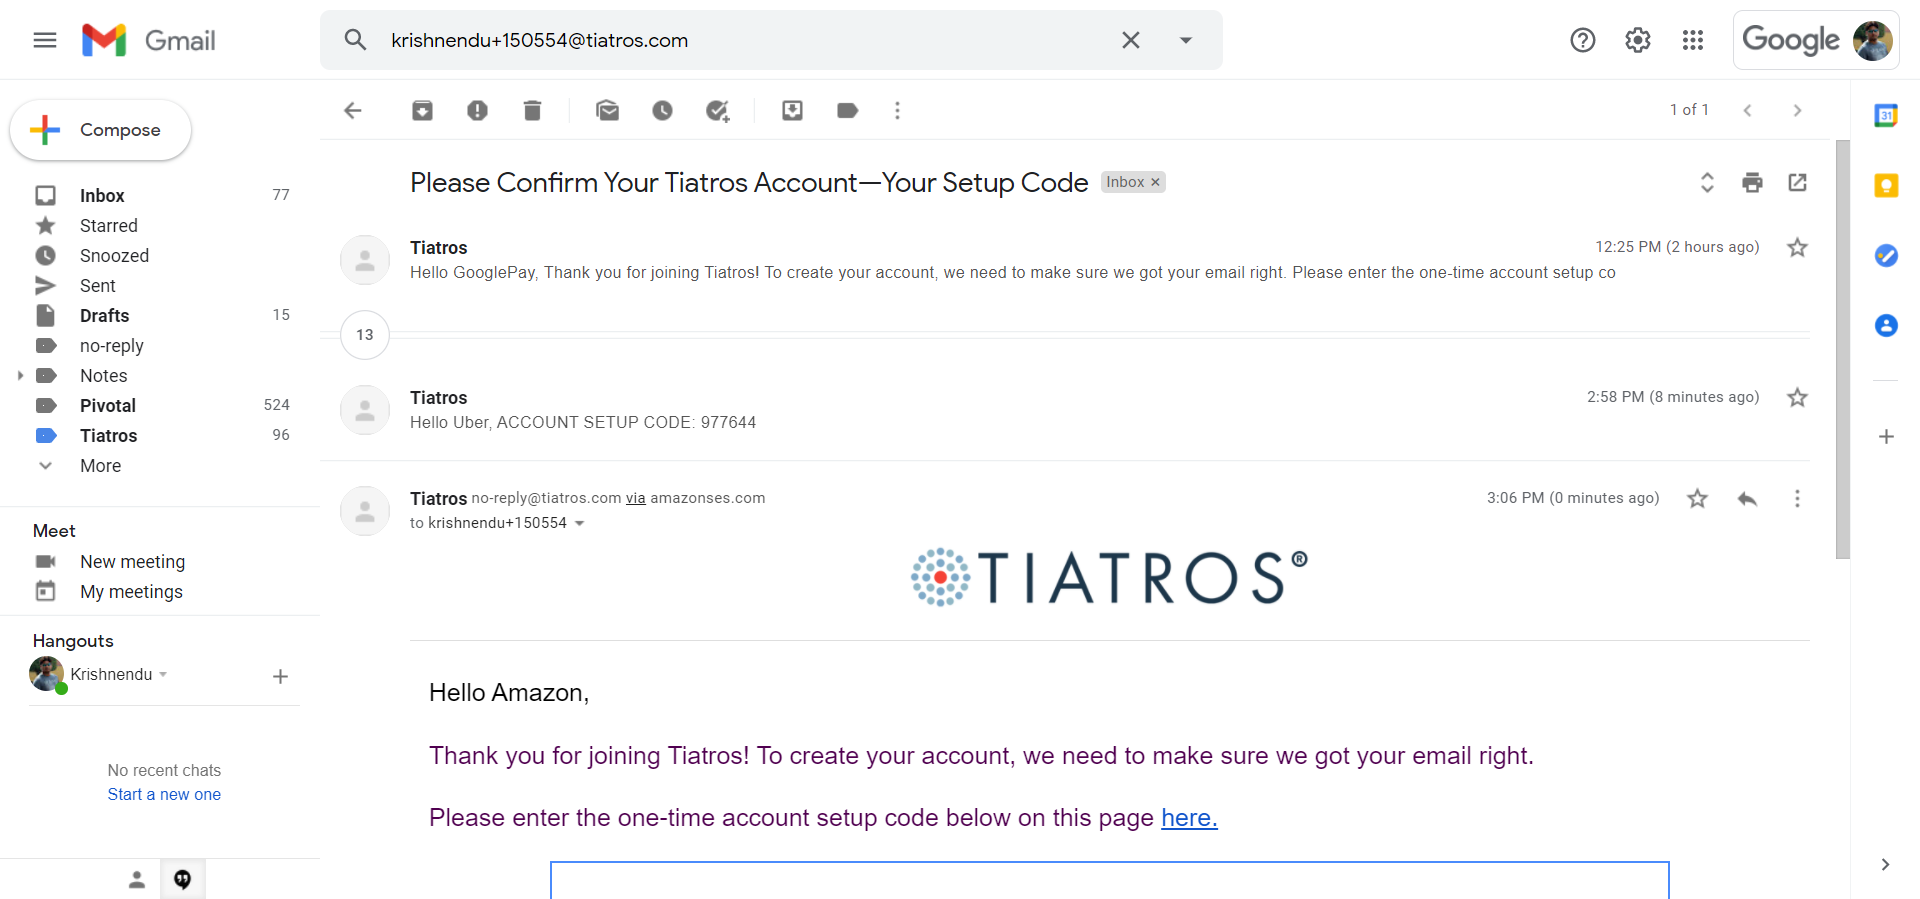 Gmail
krishnendu+150554@tiatros.com
Google
Compose
1 of 1
Inbox 77
Starred
Snoozed
Sent
Drafts 15
no-reply
Notes
Pivotal 524
Tiatros 96
More
Meet
New meeting
My meetings
Hangouts
Krishnendu
No recent chats
Start a new one
Please Confirm Your Tiatros Account—Your Setup Code Inbox ×
Tiatros 12:25 PM (2 hours ago)
Hello GooglePay, Thank you for joining Tiatros! To create your account, we need to make sure we got your email right. Please enter the one-time account setup co
13
Tiatros 2:58 PM (8 minutes ago)
Hello Uber, ACCOUNT SETUP CODE: 977644
Tiatros no-reply@tiatros.com via amazonses.com 3:06 PM (0 minutes ago)
to krishnendu+150554
TIATROS®
Hello Amazon,
Thank you for joining Tiatros! To create your account, we need to make sure we got your email right.
Please enter the one-time account setup code below on this page here.
31